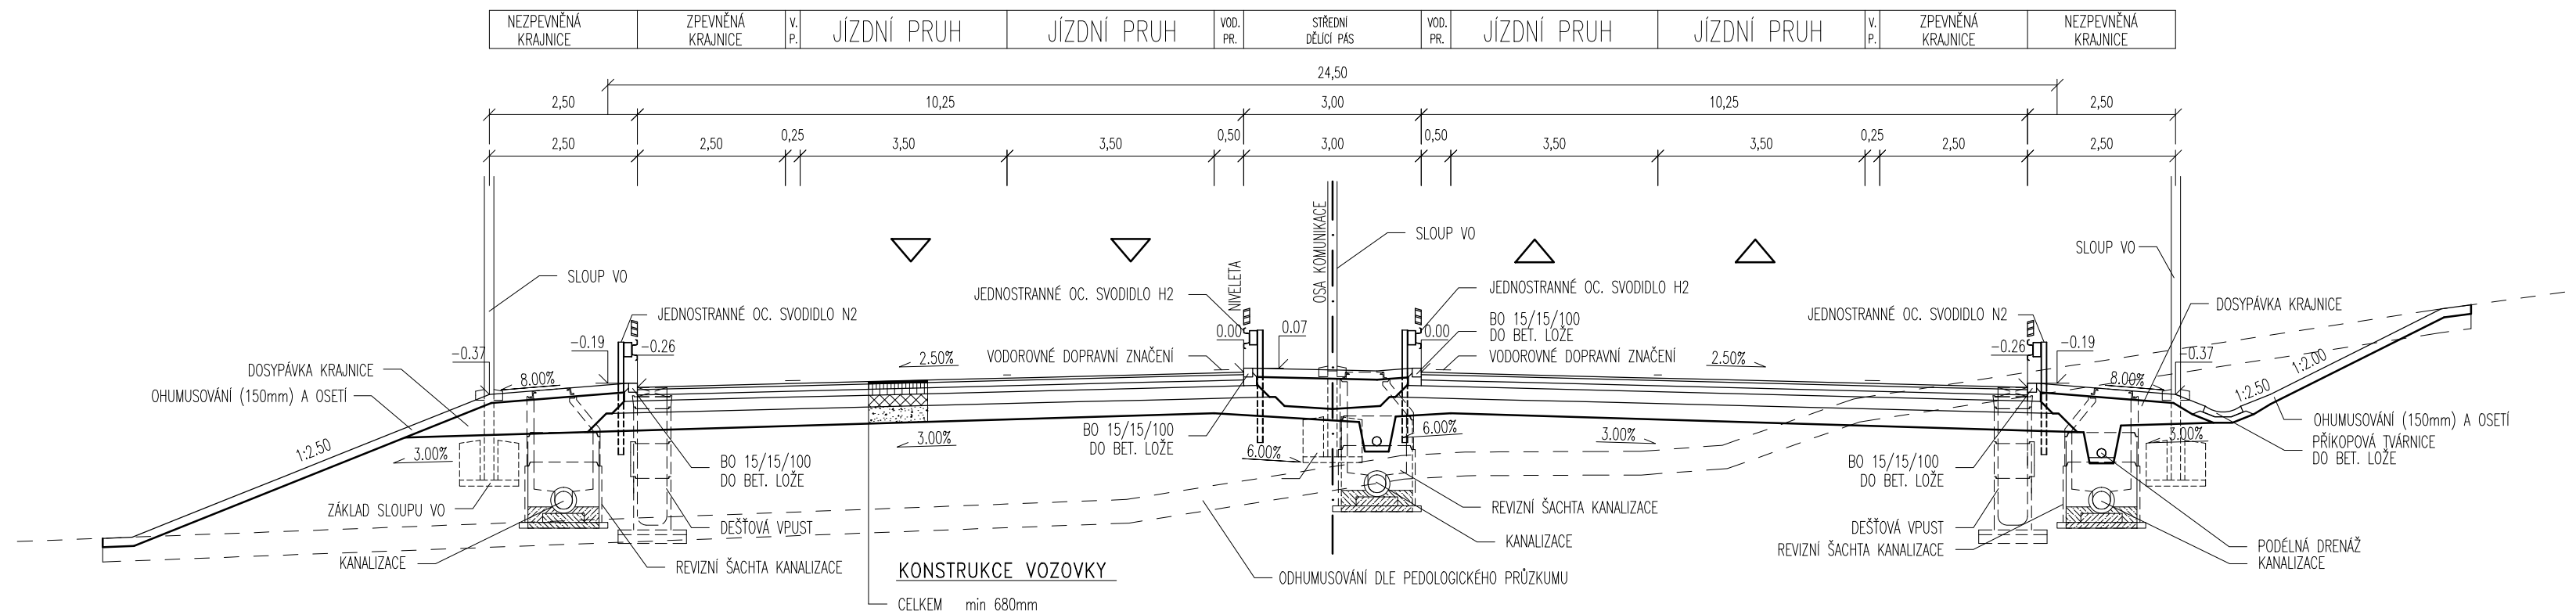 NEZPEVNĚNÁ
KRAJNICE
ZPEVNĚNÁ
KRAJNICE
V.
P.
JÍZDNÍ PRUH
JÍZDNÍ PRUH
VOD.
PR.
STŘEDNÍ
DĚLÍCÍ PÁS
VOD.
PR.
JÍZDNÍ PRUH
JÍZDNÍ PRUH
V.
P.
ZPEVNĚNÁ
KRAJNICE
NEZPEVNĚNÁ
KRAJNICE
24,50
2,50
10,25
3,00
10,25
2,50
2,50
2,50
0,25
3,50
3,50
0,50
3,00
0,50
3,50
3,50
0,25
2,50
2,50
SLOUP VO
JEDNOSTRANNÉ OC. SVODIDLO N2
-0.37
-0.19
-0.26
8.00%
DOSYPÁVKA KRAJNICE
OHUMUSOVÁNÍ (150mm) A OSETÍ
1:2.50
3.00%
ZÁKLAD SLOUPU VO
KANALIZACE
BO 15/15/100
DO BET. LOŽE
DEŠŤOVÁ VPUST
REVIZNÍ ŠACHTA KANALIZACE
2.50%
3.00%
KONSTRUKCE VOZOVKY
CELKEM min 680mm
JEDNOSTRANNÉ OC. SVODIDLO H2
NIVELETA
0.00
0.07
VODOROVNÉ DOPRAVNÍ ZNAČENÍ
BO 15/15/100
DO BET. LOŽE
6.00%
OSA KOMUNIKACE
SLOUP VO
JEDNOSTRANNÉ OC. SVODIDLO H2
BO 15/15/100
DO BET. LOŽE
0.00
VODOROVNÉ DOPRAVNÍ ZNAČENÍ
6.00%
REVIZNÍ ŠACHTA KANALIZACE
KANALIZACE
ODHUMUSOVÁNÍ DLE PEDOLOGICKÉHO PRŮZKUMU
2.50%
3.00%
SLOUP VO
JEDNOSTRANNÉ OC. SVODIDLO N2
DOSYPÁVKA KRAJNICE
-0.26
-0.19
-0.37
8.00%
1:2.50
1:2.00
3.00%
BO 15/15/100
DO BET. LOŽE
DEŠŤOVÁ VPUST
REVIZNÍ ŠACHTA KANALIZACE
OHUMUSOVÁNÍ (150mm) A OSETÍ
PŘÍKOPOVÁ TVÁRNICE
DO BET. LOŽE
PODÉLNÁ DRENÁŽ
KANALIZACE